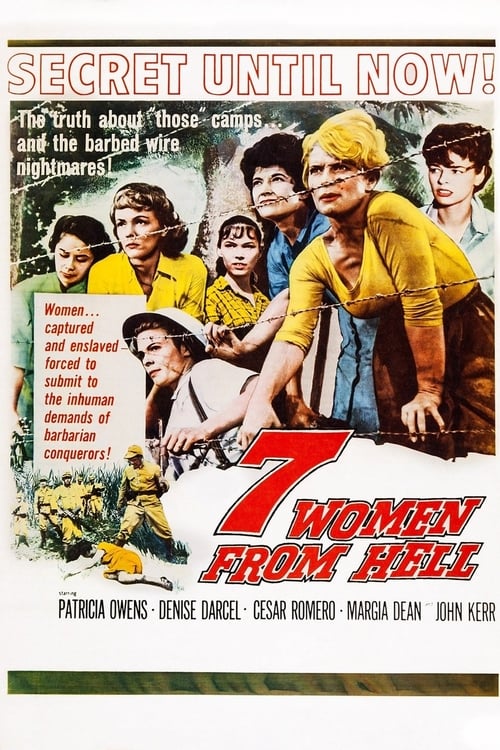 SECRET UNTIL NOW!
The truth about those camps...
and the barbed wire
nightmares!
Women...
captured
and enslaved
forced to
submit to
the inhuman
demands of
barbarian
conquerors!
7 WOMEN
FROM HELL
starring
PATRICIA OWENS · DENISE DARCEL · CESAR ROMERO · MARGIA DEAN and JOHN KERR